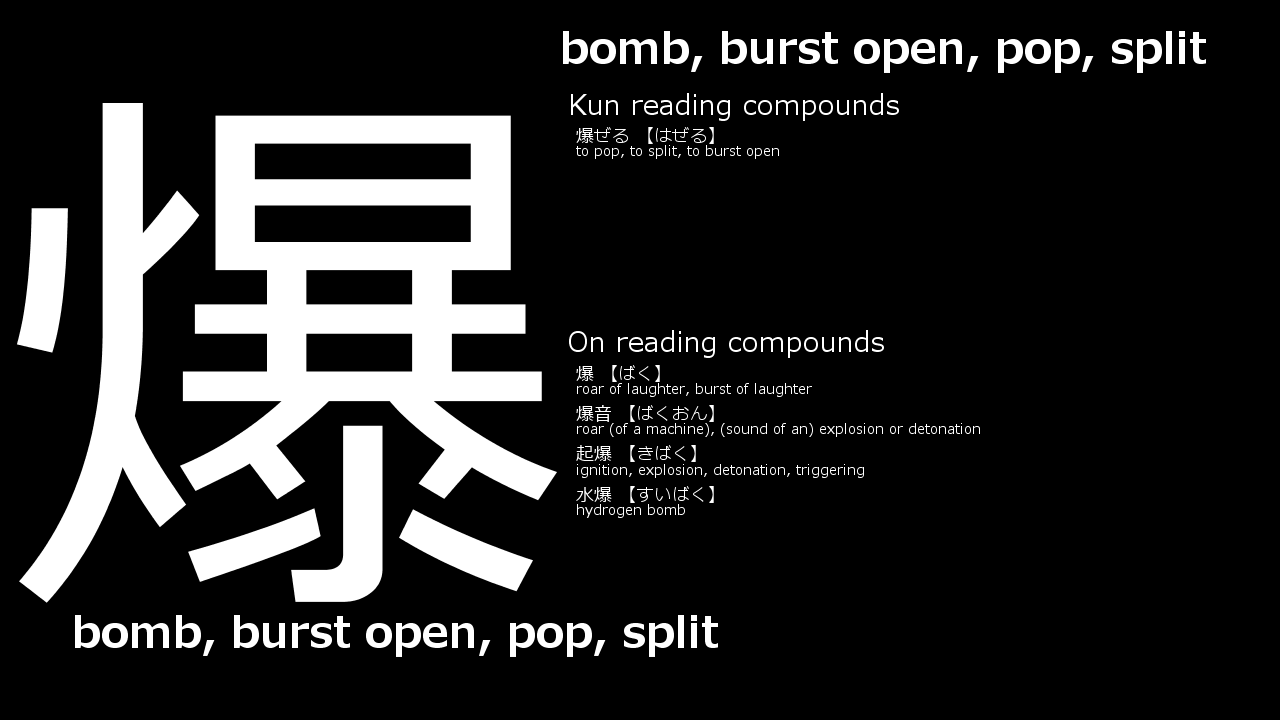 爆
bomb, burst open, pop, split
Kun reading compounds
爆ぜる 【はぜる】
to pop, to split, to burst open
On reading compounds
爆 【ばく】
roar of laughter, burst of laughter
爆音 【ばくおん】
roar (of a machine), (sound of an) explosion or detonation
起爆 【きばく】
ignition, explosion, detonation, triggering
水爆 【すいばく】
hydrogen bomb
bomb, burst open, pop, split